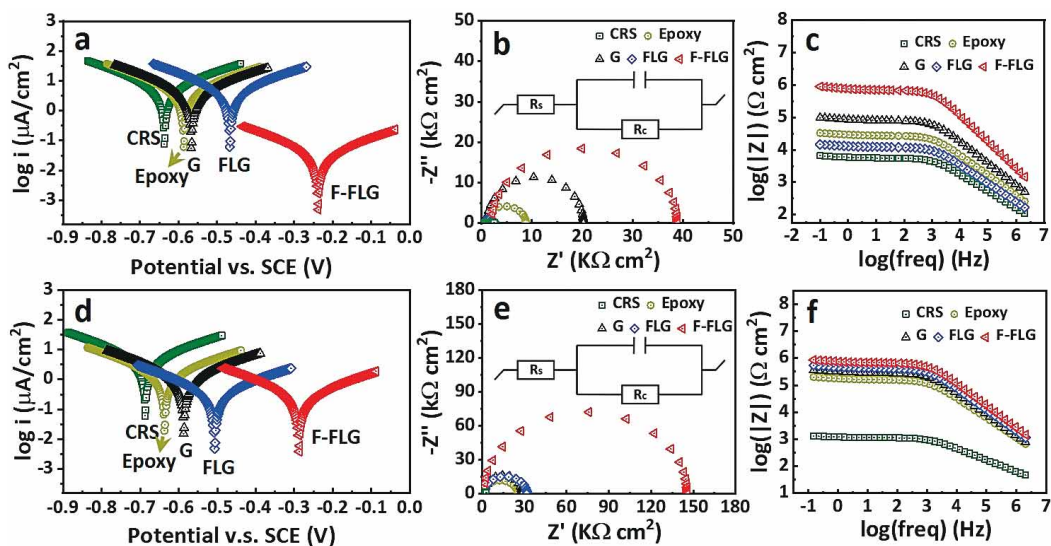 a
log i (μA/cm²)
3
2
1
0
-1
-2
-3
CRS
Epoxy
G
FLG
F-FLG
-0.9 -0.8 -0.7 -0.6 -0.5 -0.4 -0.3 -0.2 -0.1 0.0
Potential vs. SCE (V)
b
-Z'' (kΩ cm²)
50
40
30
20
10
0
CRS Epoxy
G FLG F-FLG
Rs
Rc
0 10 20 30 40 50
Z' (KΩ cm²)
c
log(|Z|) (Ω cm²)
8
7
6
5
4
3
2
CRS Epoxy
G FLG F-FLG
-2 -1 0 1 2 3 4 5 6 7
log(freq) (Hz)
d
log i (μA/cm²)
3
2
1
0
-1
-2
-3
CRS
Epoxy
G
FLG
F-FLG
-0.9 -0.8 -0.7 -0.6 -0.5 -0.4 -0.3 -0.2 -0.1 0.0
Potential v.s. SCE (V)
e
-Z'' (kΩ cm²)
180
150
120
90
60
30
0
CRS Epoxy
G FLG F-FLG
Rs
Rc
0 30 60 90 120 150 180
Z' (KΩ cm²)
f
log(|Z|) (Ω cm²)
8
7
6
5
4
3
2
1
CRS Epoxy
G FLG F-FLG
-1 0 1 2 3 4 5 6 7
log(freq) (Hz)